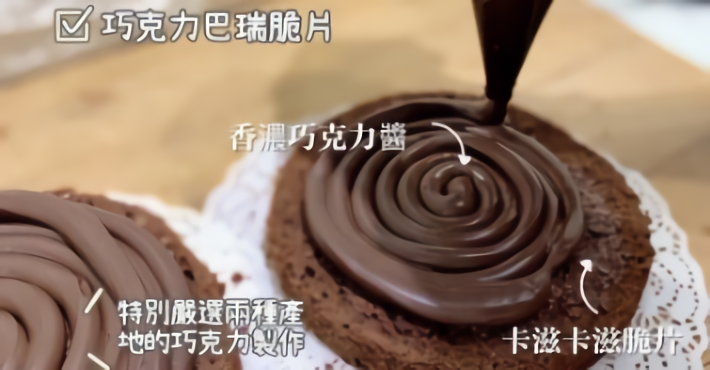 巧克力巴瑞脆片
香濃巧克力醬
特別嚴選兩種產
地的巧克力製作
卡滋卡滋脆片